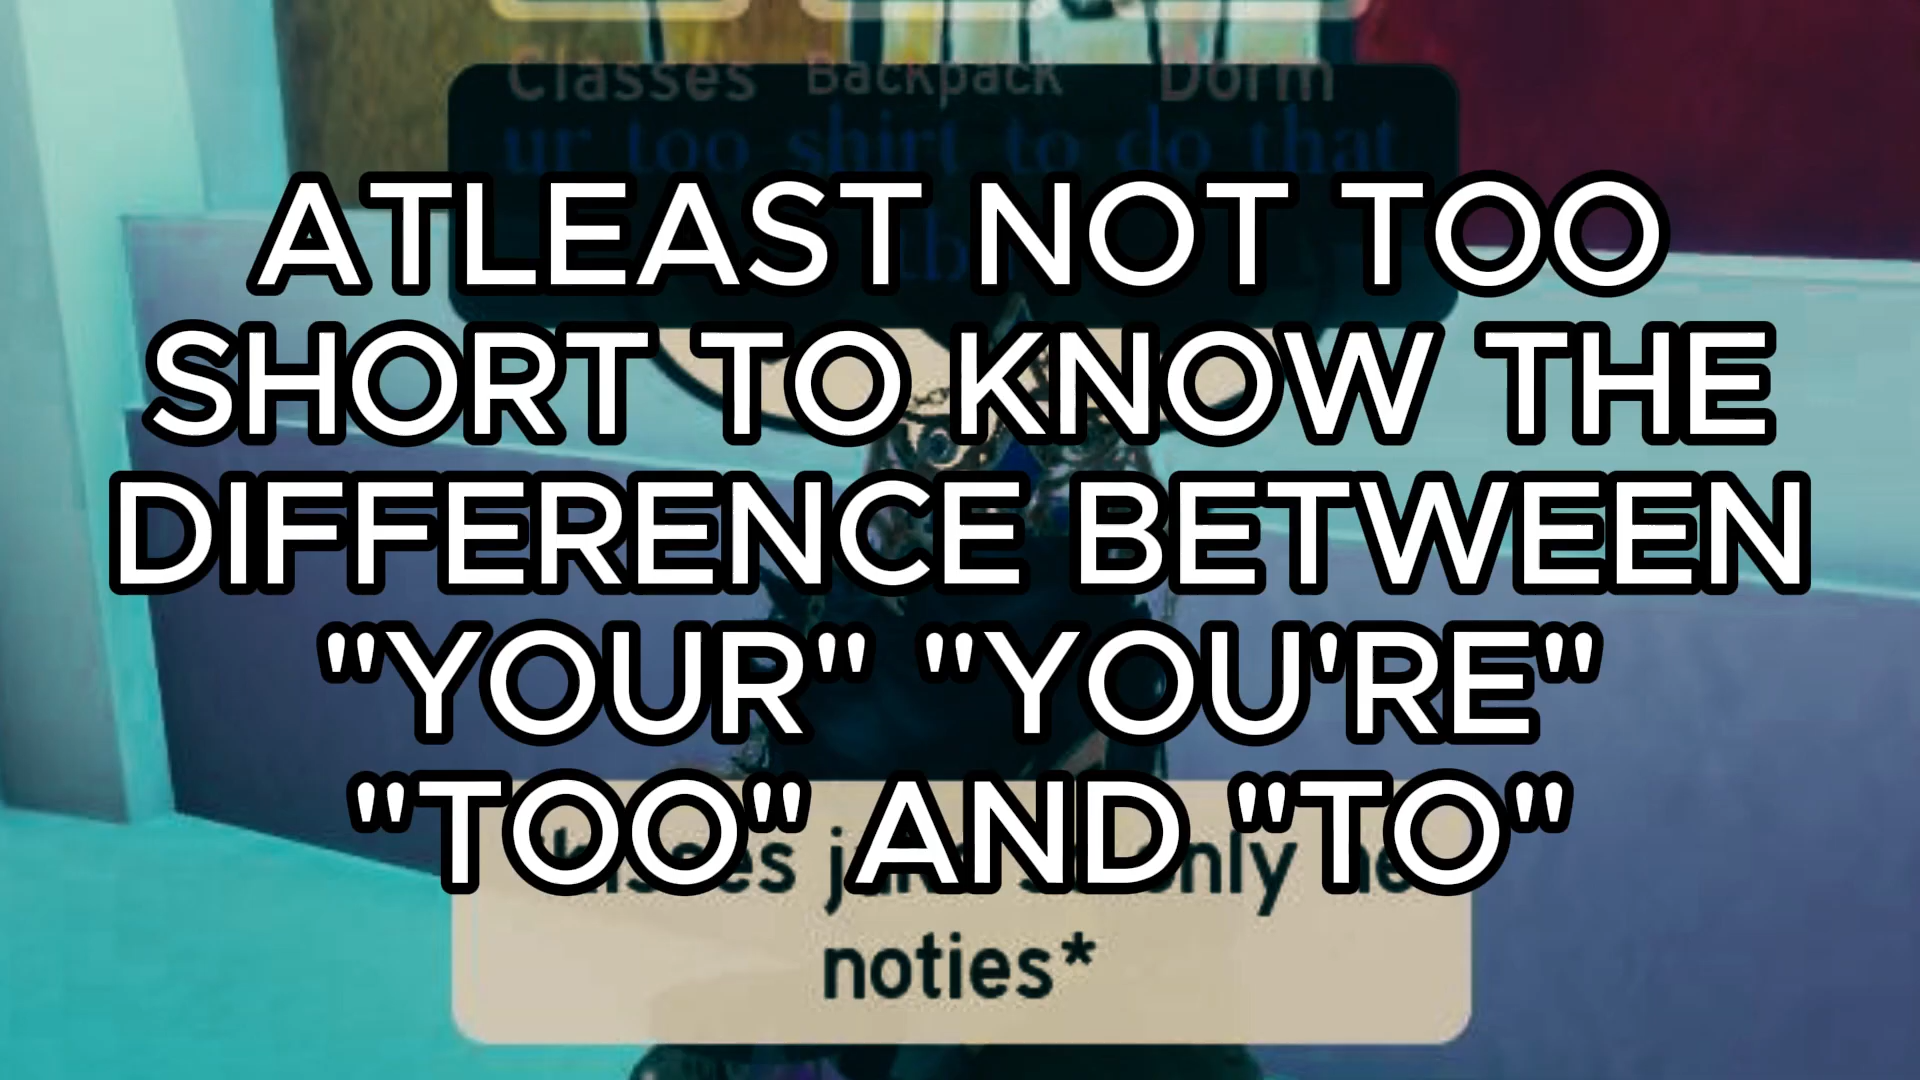 Classes Backpack Dorm
ur too shirt to do that
ATLEAST NOT TOO
SHORT TO KNOW THE
DIFFERENCE BETWEEN
"YOUR" "YOU'RE"
"TOO" AND "TO"
noties*